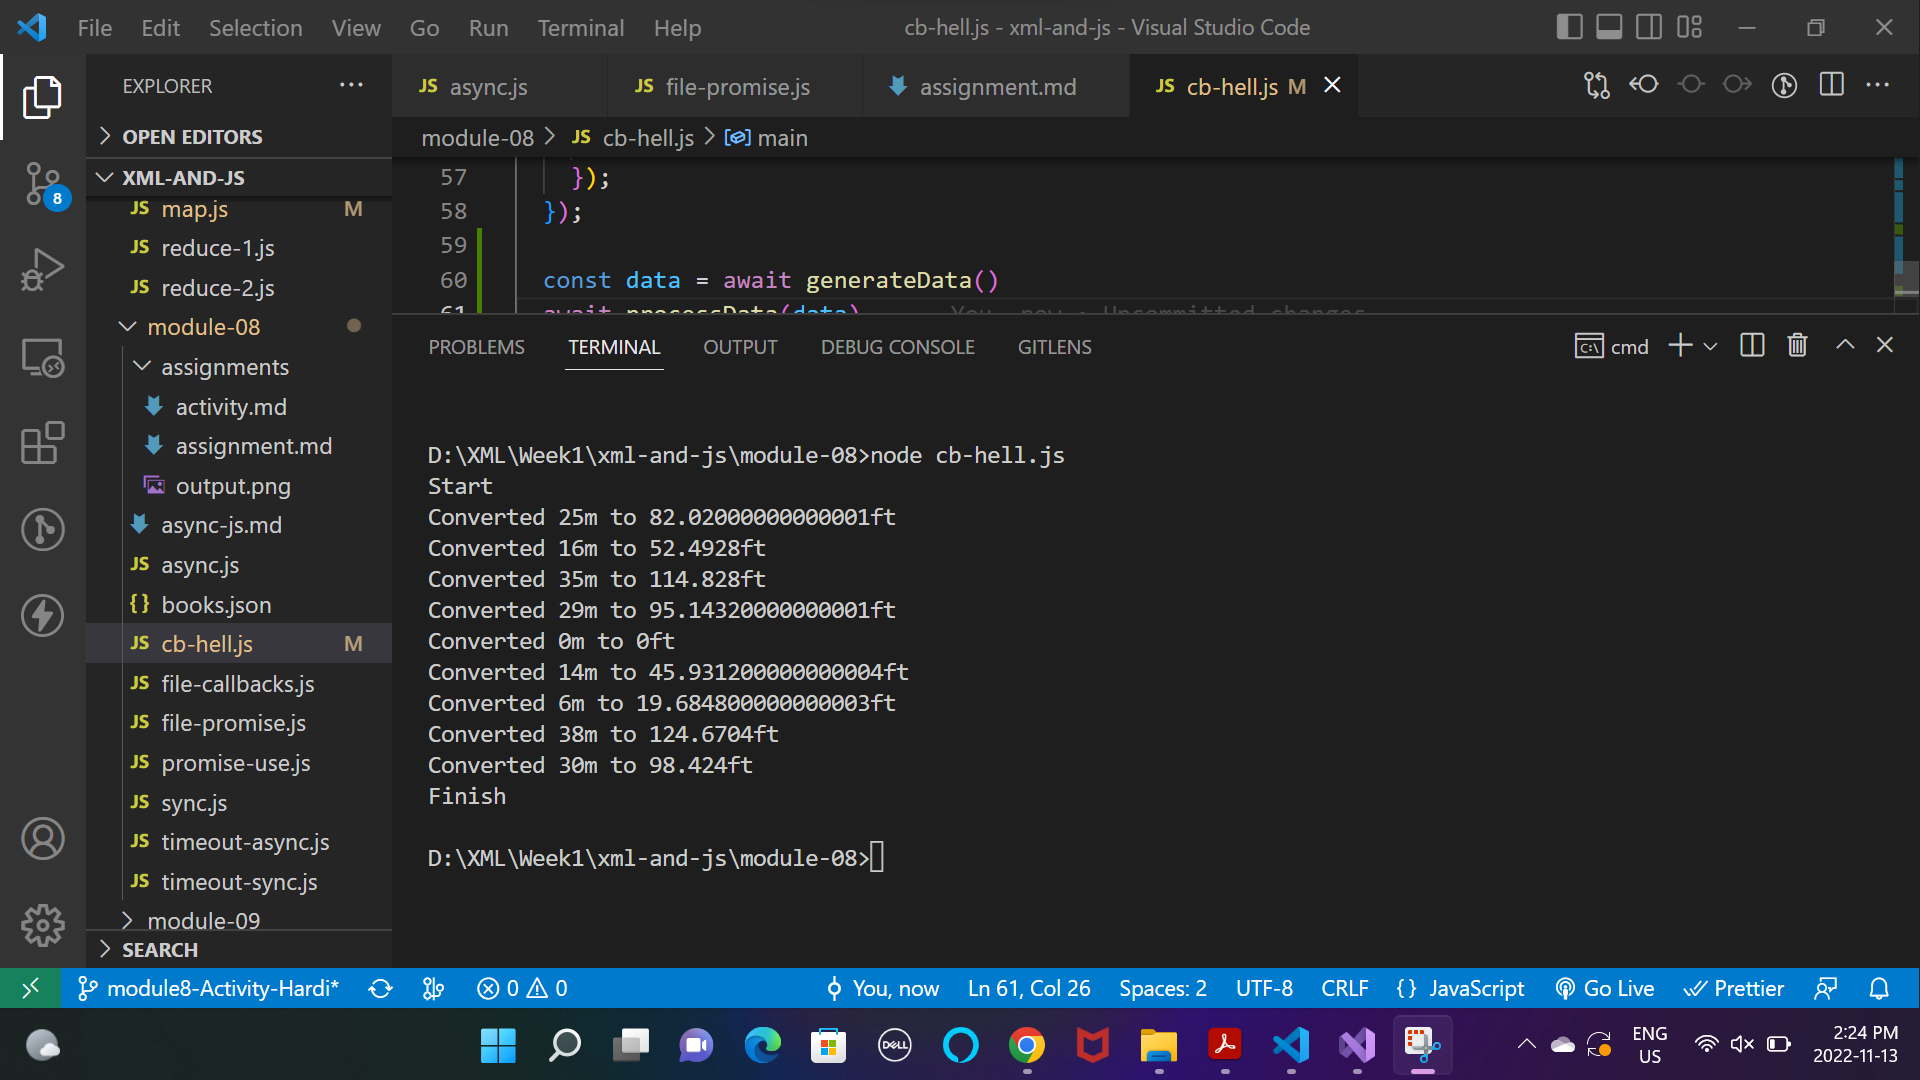 File Edit Selection View Go Run Terminal Help
cb-hell.js - xml-and-js - Visual Studio Code
EXPLORER
OPEN EDITORS
XML-AND-JS
JS map.js M
JS reduce-1.js
JS reduce-2.js
module-08
assignments
activity.md
assignment.md
output.png
async-js.md
JS async.js
{} books.json
JS cb-hell.js M
JS file-callbacks.js
JS file-promise.js
JS promise-use.js
JS sync.js
JS timeout-async.js
JS timeout-sync.js
module-09
SEARCH
8
JS async.js
JS file-promise.js
assignment.md
JS cb-hell.js M
module-08 > JS cb-hell.js > main
57 });
58 });
59
60 const data = await generateData()
61 await processData(data) You, now • Uncommitted changes
PROBLEMS TERMINAL OUTPUT DEBUG CONSOLE GITLENS
cmd
D:\XML\Week1\xml-and-js\module-08>node cb-hell.js
Start
Converted 25m to 82.02000000000001ft
Converted 16m to 52.4928ft
Converted 35m to 114.828ft
Converted 29m to 95.14320000000001ft
Converted 0m to 0ft
Converted 14m to 45.931200000000004ft
Converted 6m to 19.684800000000003ft
Converted 38m to 124.6704ft
Converted 30m to 98.424ft
Finish
D:\XML\Week1\xml-and-js\module-08>
module8-Activity-Hardi* 0 0 You, now Ln 61, Col 26 Spaces: 2 UTF-8 CRLF {} JavaScript Go Live Prettier
DELL
ENG
US
2:24 PM
2022-11-13